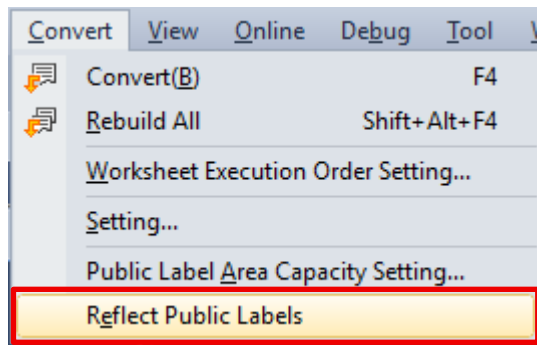 Convert View Online Debug Tool
Convert(B) F4
Rebuild All Shift+Alt+F4
Worksheet Execution Order Setting...
Setting...
Public Label Area Capacity Setting...
Reflect Public Labels